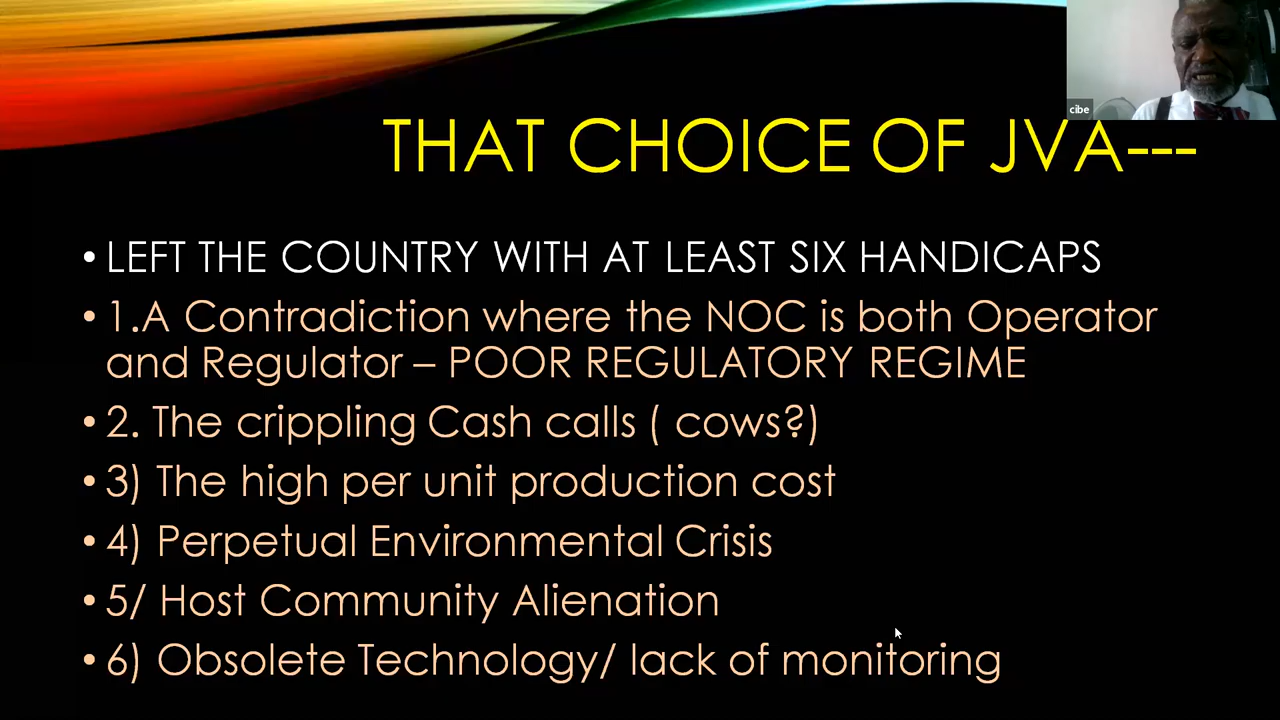 cibe
THAT CHOICE OF JVA---
• LEFT THE COUNTRY WITH AT LEAST SIX HANDICAPS
• 1.A Contradiction where the NOC is both Operator
and Regulator – POOR REGULATORY REGIME
• 2. The crippling Cash calls ( cows?)
• 3) The high per unit production cost
• 4) Perpetual Environmental Crisis
• 5/ Host Community Alienation
• 6) Obsolete Technology/ lack of monitoring